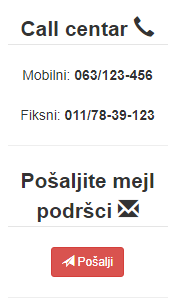 Call centar
Mobilni: 063/123-456
Fiksni: 011/78-39-123
Pošaljite mejl
podršci
Pošalji